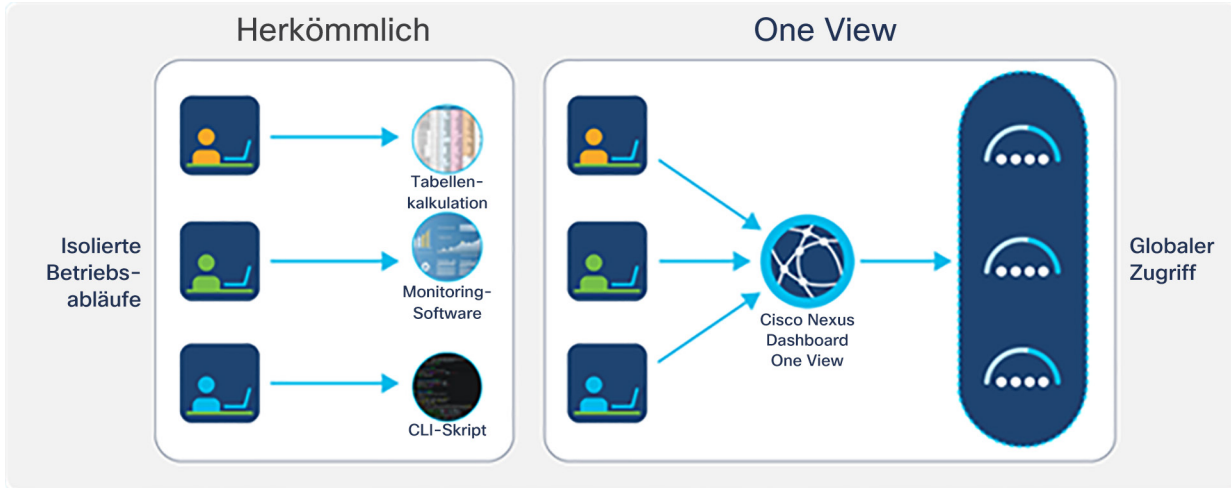 Herkömmlich
One View
Isolierte
Betriebs-
abläufe
Tabellen-
kalkulation
Monitoring-
Software
CLI-Skript
Cisco Nexus
Dashboard
One View
Globaler
Zugriff